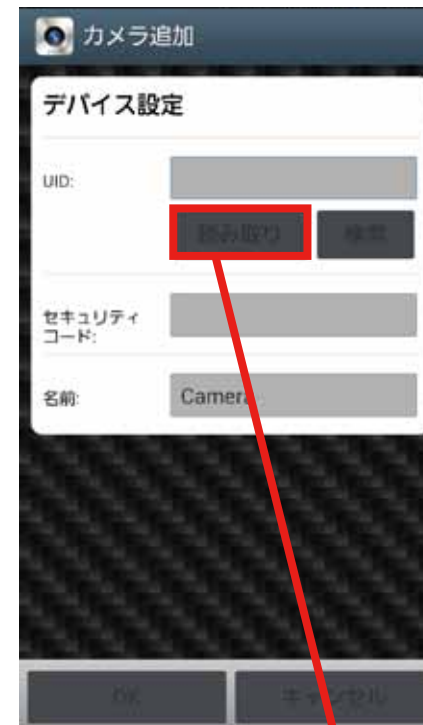 カメラ追加
デバイス設定
UID:
読み取り 検索
セキュリティ
コード:
名前: Camera
OK キャンセル